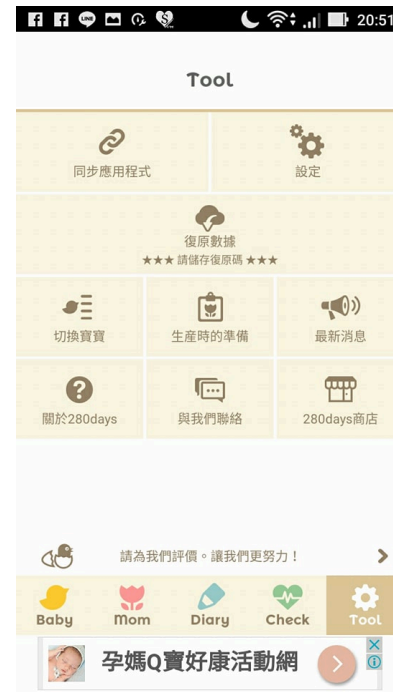 20:51
Tool
同步應用程式
設定
復原數據
★★★ 請儲存復原碼 ★★★
切換寶寶
生産時的準備
最新消息
關於280days
與我們聯絡
280days商店
請為我們評價。讓我們更努力！
Baby
Mom
Diary
Check
Tool
孕媽Q寶好康活動網